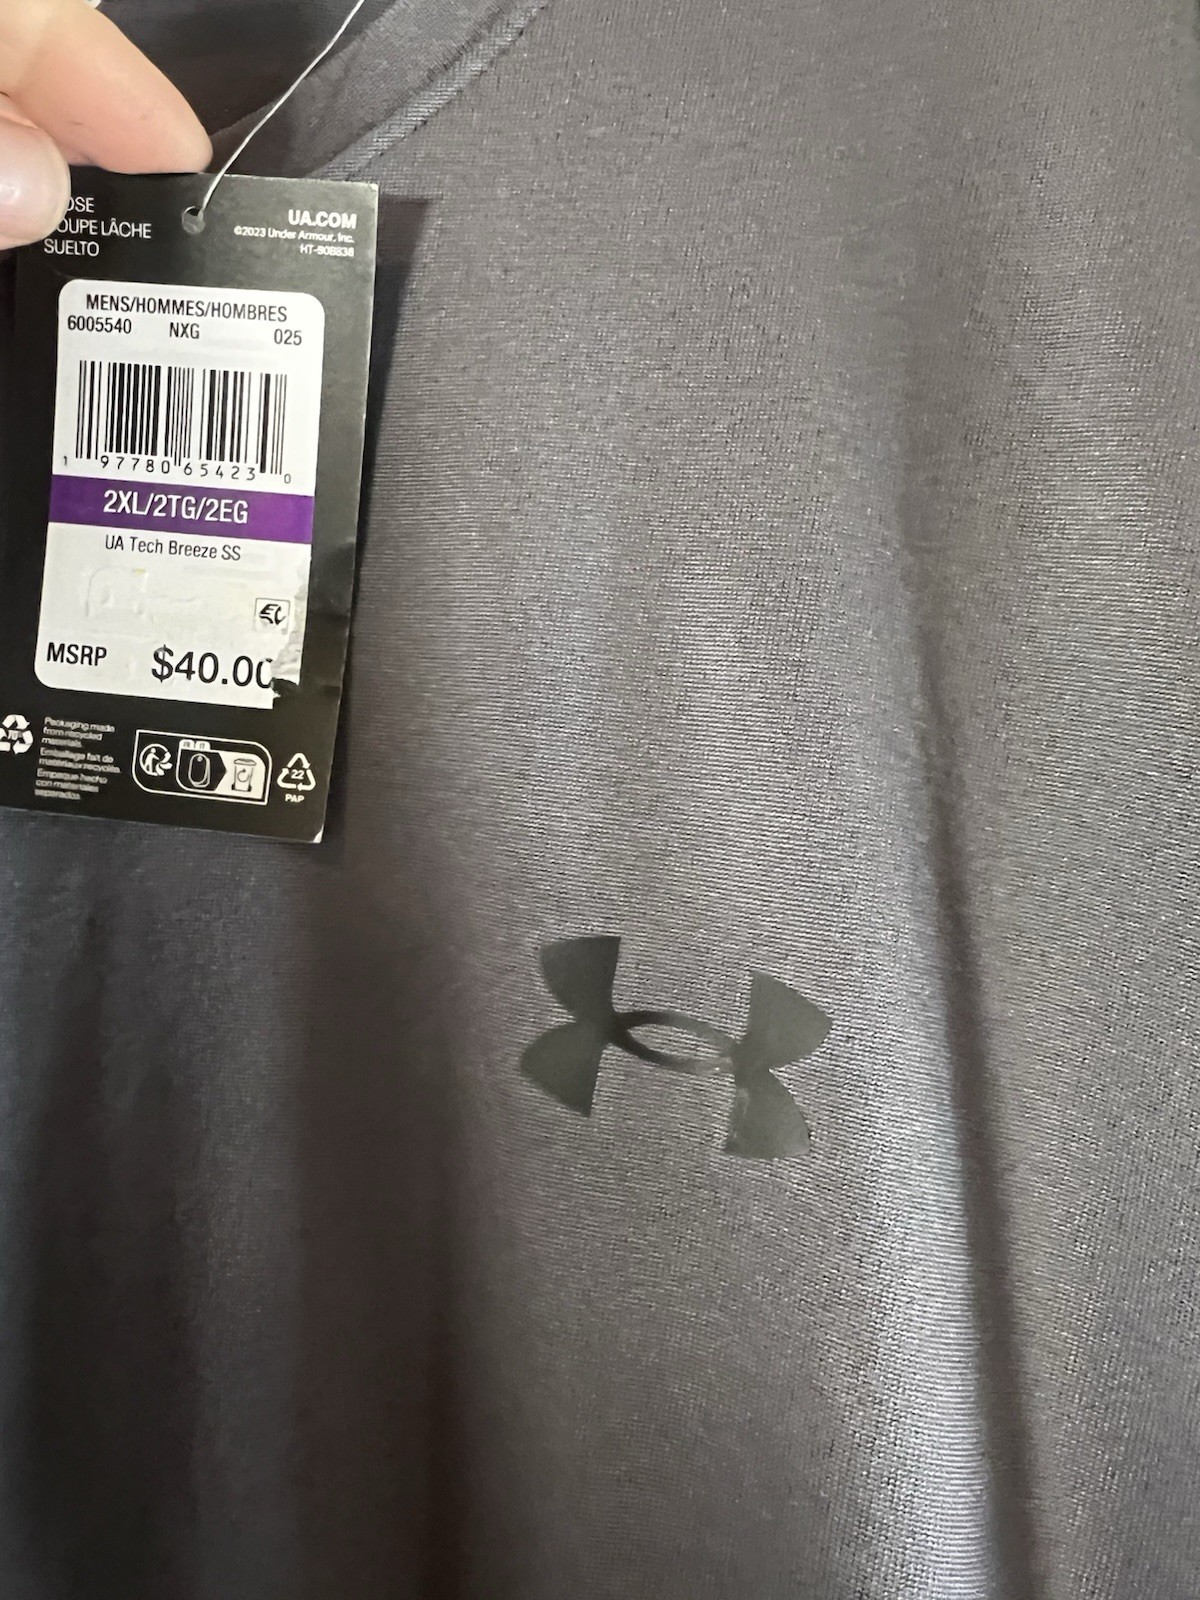 OSE
OUPE LÂCHE
SUELTO
UA.COM
©2023 Under Armour, Inc.
MENS/HOMMES/HOMBRES
6005540 NXG 025
1 97780 65423 0
2XL/2TG/2EG
UA Tech Breeze SS
MSRP $40.00
Packaging made
from recycled
materials.
Emballage fait de
matériaux recyclés.
Empaque hecho
con materiales
22
PAP